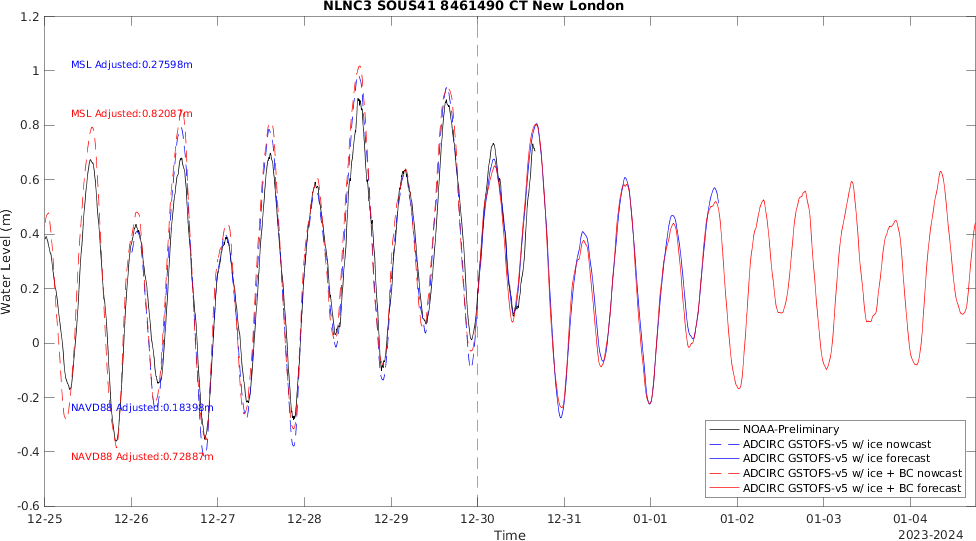 NLNC3 SOUS41 8461490 CT New London
1.2
1
0.8
0.6
0.4
0.2
0
-0.2
-0.4
-0.6
Water Level (m)
MSL Adjusted:0.27598m
MSL Adjusted:0.82087m
NAVD88 Adjusted:0.18398m
NAVD88 Adjusted:0.72887m
NOAA-Preliminary
ADCIRC GSTOFS-v5 w/ ice nowcast
ADCIRC GSTOFS-v5 w/ ice forecast
ADCIRC GSTOFS-v5 w/ ice + BC nowcast
ADCIRC GSTOFS-v5 w/ ice + BC forecast
12-25 12-26 12-27 12-28 12-29 12-30 12-31 01-01 01-02 01-03 01-04
Time
2023-2024